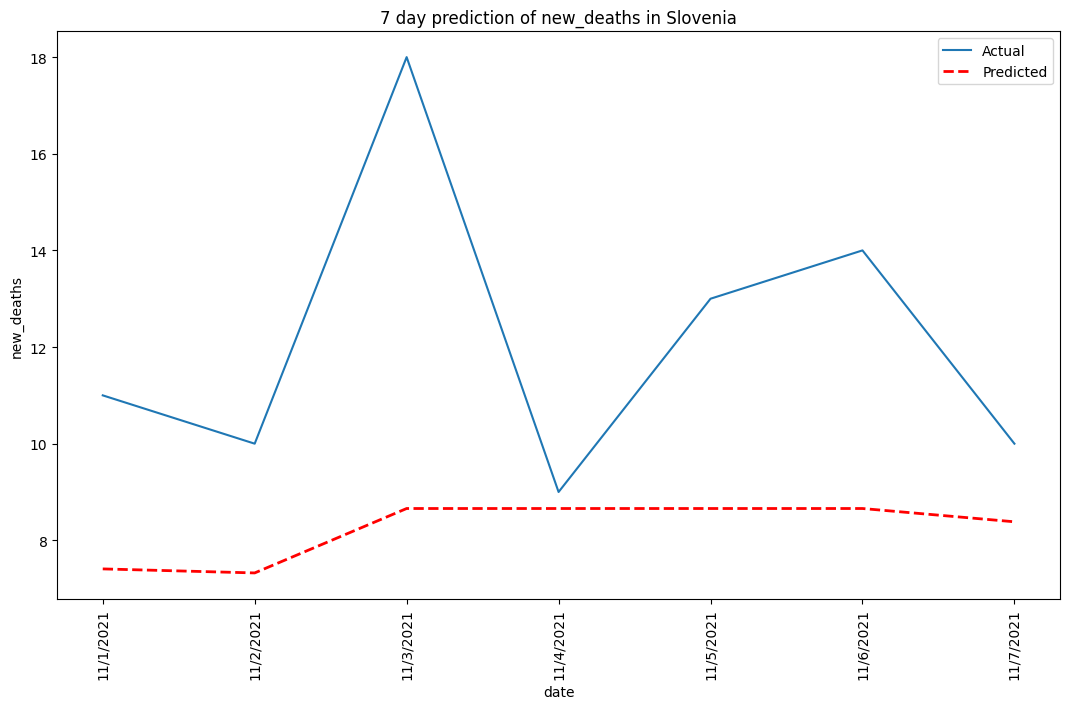 7 day prediction of new_deaths in Slovenia
Actual
Predicted
18
16
14
12
10
8
new_deaths
11/1/2021
11/2/2021
11/3/2021
11/4/2021
11/5/2021
11/6/2021
11/7/2021
date